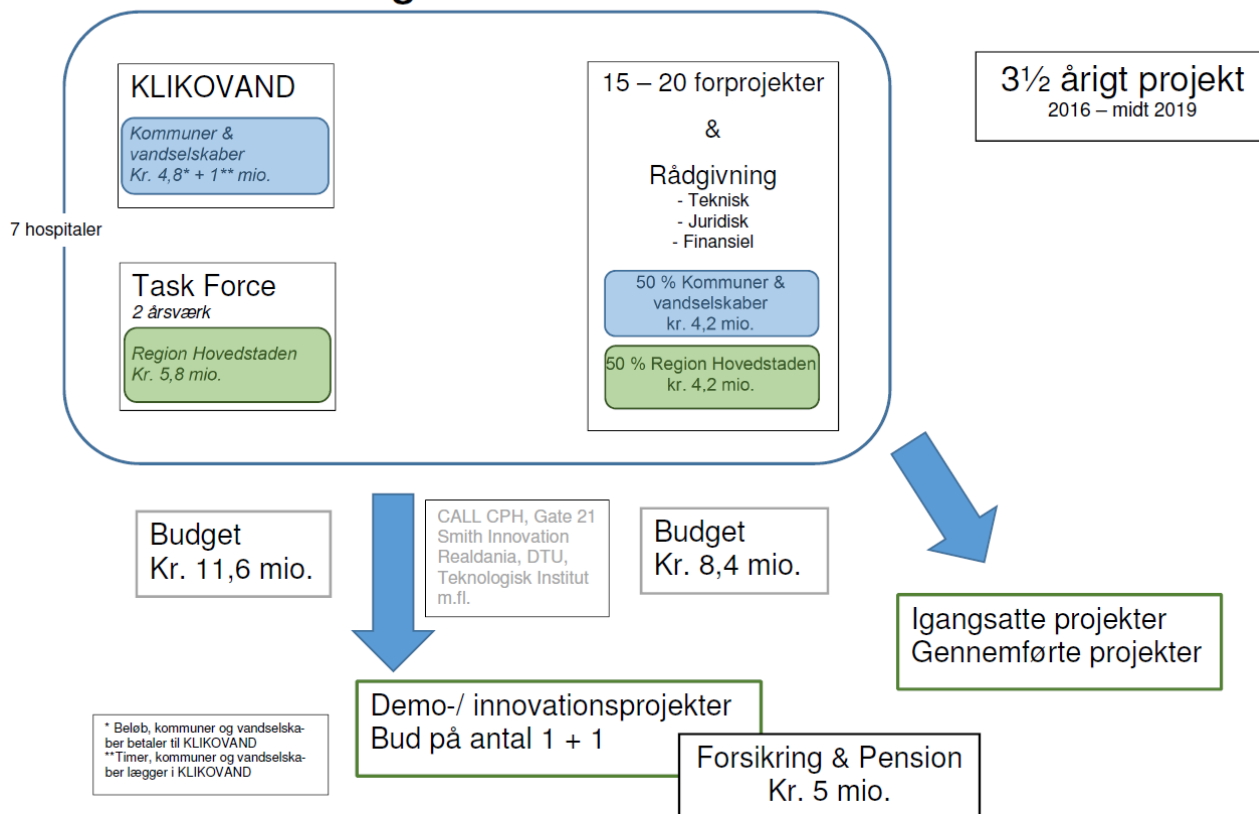 KLIKOVAND
Kommuner &
vandselskaber
Kr. 4,8* + 1** mio.
7 hospitaler
Task Force
2 årsværk
Region Hovedstaden
Kr. 5,8 mio.
15 – 20 forprojekter
&
Rådgivning
- Teknisk
- Juridisk
- Finansiel
50 % Kommuner &
vandselskaber
kr. 4,2 mio.
50 % Region Hovedstaden
kr. 4,2 mio.
3½ årigt projekt
2016 – midt 2019
Budget
Kr. 11,6 mio.
CALL CPH, Gate 21
Smith Innovation
Realdania, DTU,
Teknologisk Institut
m.fl.
Budget
Kr. 8,4 mio.
Igangsatte projekter
Gennemførte projekter
Demo-/ innovationsprojekter
Bud på antal 1 + 1
Forsikring & Pension
Kr. 5 mio.
* Beløb, kommuner og vandselska-
ber betaler til KLIKOVAND
**Timer, kommuner og vandselska-
ber lægger i KLIKOVAND